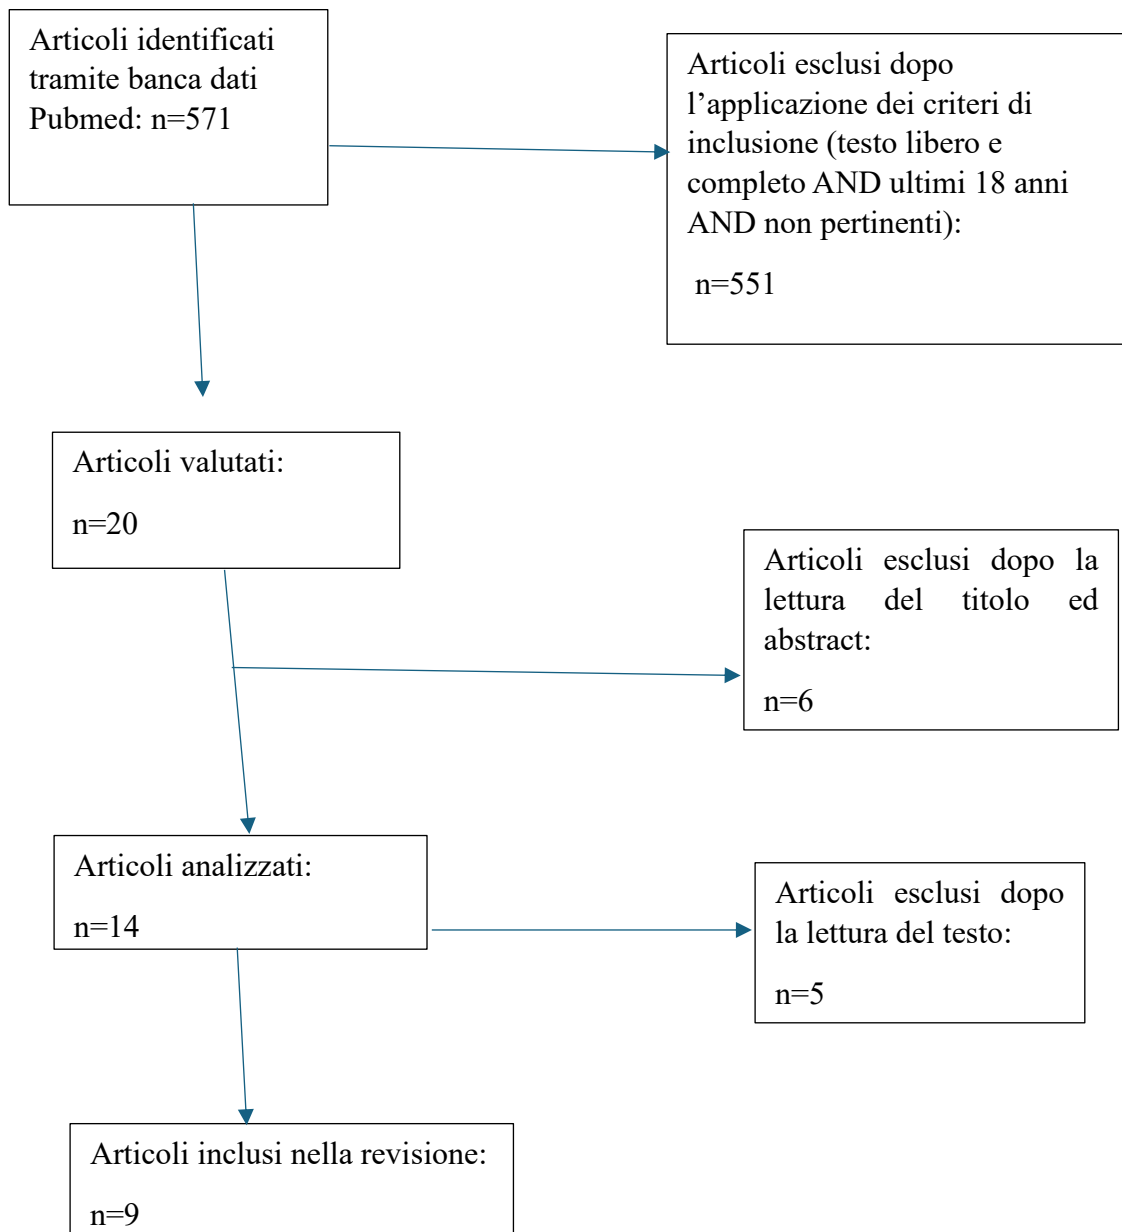 Articoli identificati
tramite banca dati
Pubmed: n=571
Articoli esclusi dopo
l’applicazione dei criteri di
inclusione (testo libero e
completo AND ultimi 18 anni
AND non pertinenti):
n=551
Articoli valutati:
n=20
Articoli esclusi dopo la
lettura del titolo ed
abstract:
n=6
Articoli analizzati:
n=14
Articoli esclusi dopo
la lettura del testo:
n=5
Articoli inclusi nella revisione:
n=9